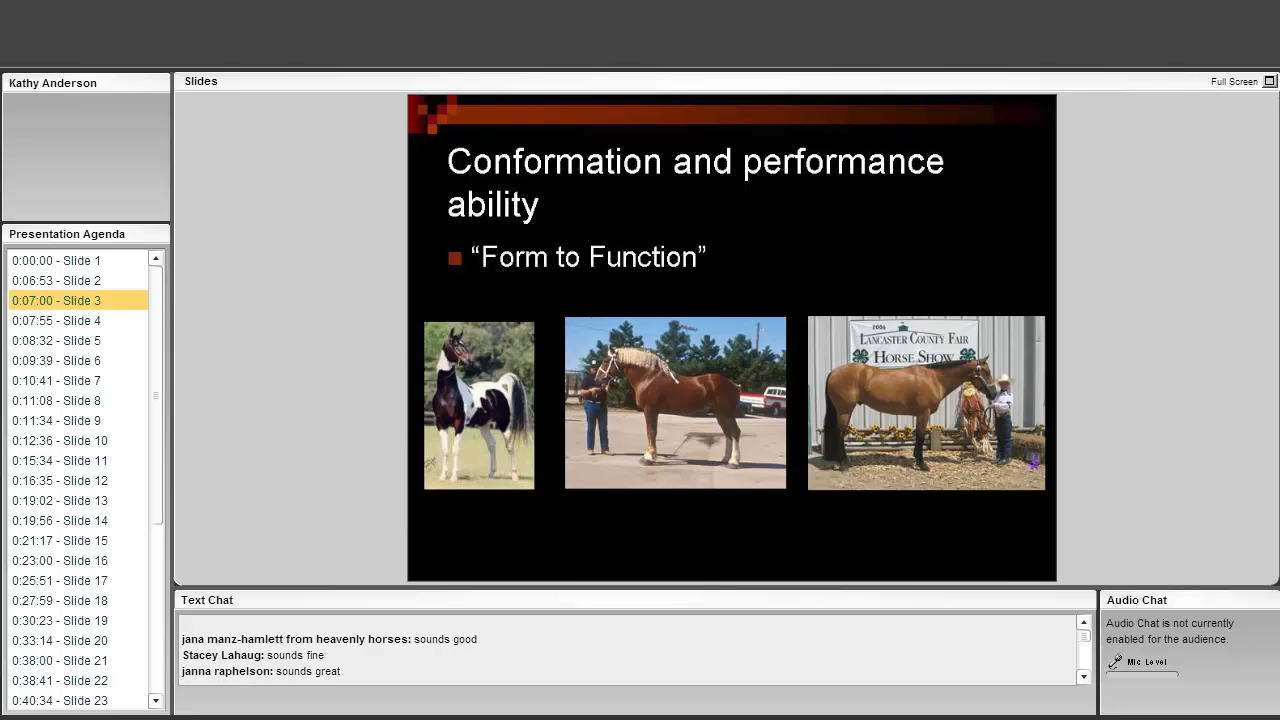 Kathy Anderson
Slides
Full Screen
Presentation Agenda
0:00:00 - Slide 1
0:06:53 - Slide 2
0:07:00 - Slide 3
0:07:55 - Slide 4
0:08:32 - Slide 5
0:09:39 - Slide 6
0:10:41 - Slide 7
0:11:08 - Slide 8
0:11:34 - Slide 9
0:12:36 - Slide 10
0:15:34 - Slide 11
0:16:35 - Slide 12
0:19:02 - Slide 13
0:19:56 - Slide 14
0:21:17 - Slide 15
0:23:00 - Slide 16
0:25:51 - Slide 17
0:27:59 - Slide 18
0:30:23 - Slide 19
0:33:14 - Slide 20
0:38:00 - Slide 21
0:38:41 - Slide 22
0:40:34 - Slide 23
Conformation and performance
ability
“Form to Function”
2006
LANCASTER COUNTY FAIR
HORSE SHOW
Text Chat
jana manz-hamlett from heavenly horses: sounds good
Stacey Lahaug: sounds fine
janna raphelson: sounds great
Audio Chat
Audio Chat is not currently
enabled for the audience.
Mic Level